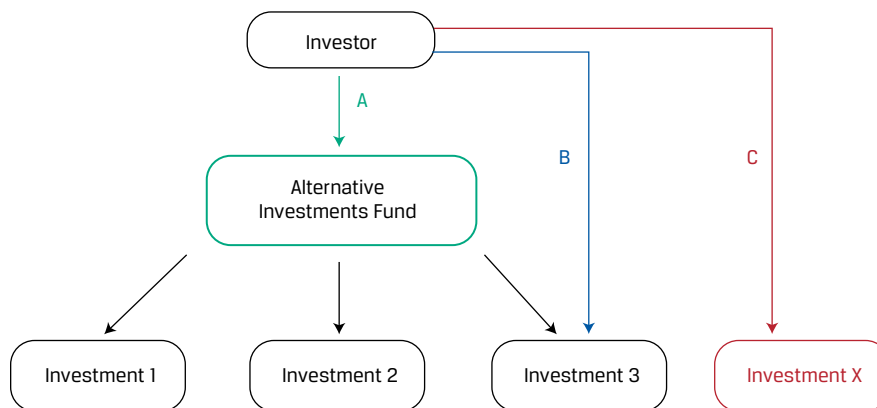 Investor
A
B
C
Alternative
Investments Fund
Investment 1
Investment 2
Investment 3
Investment X